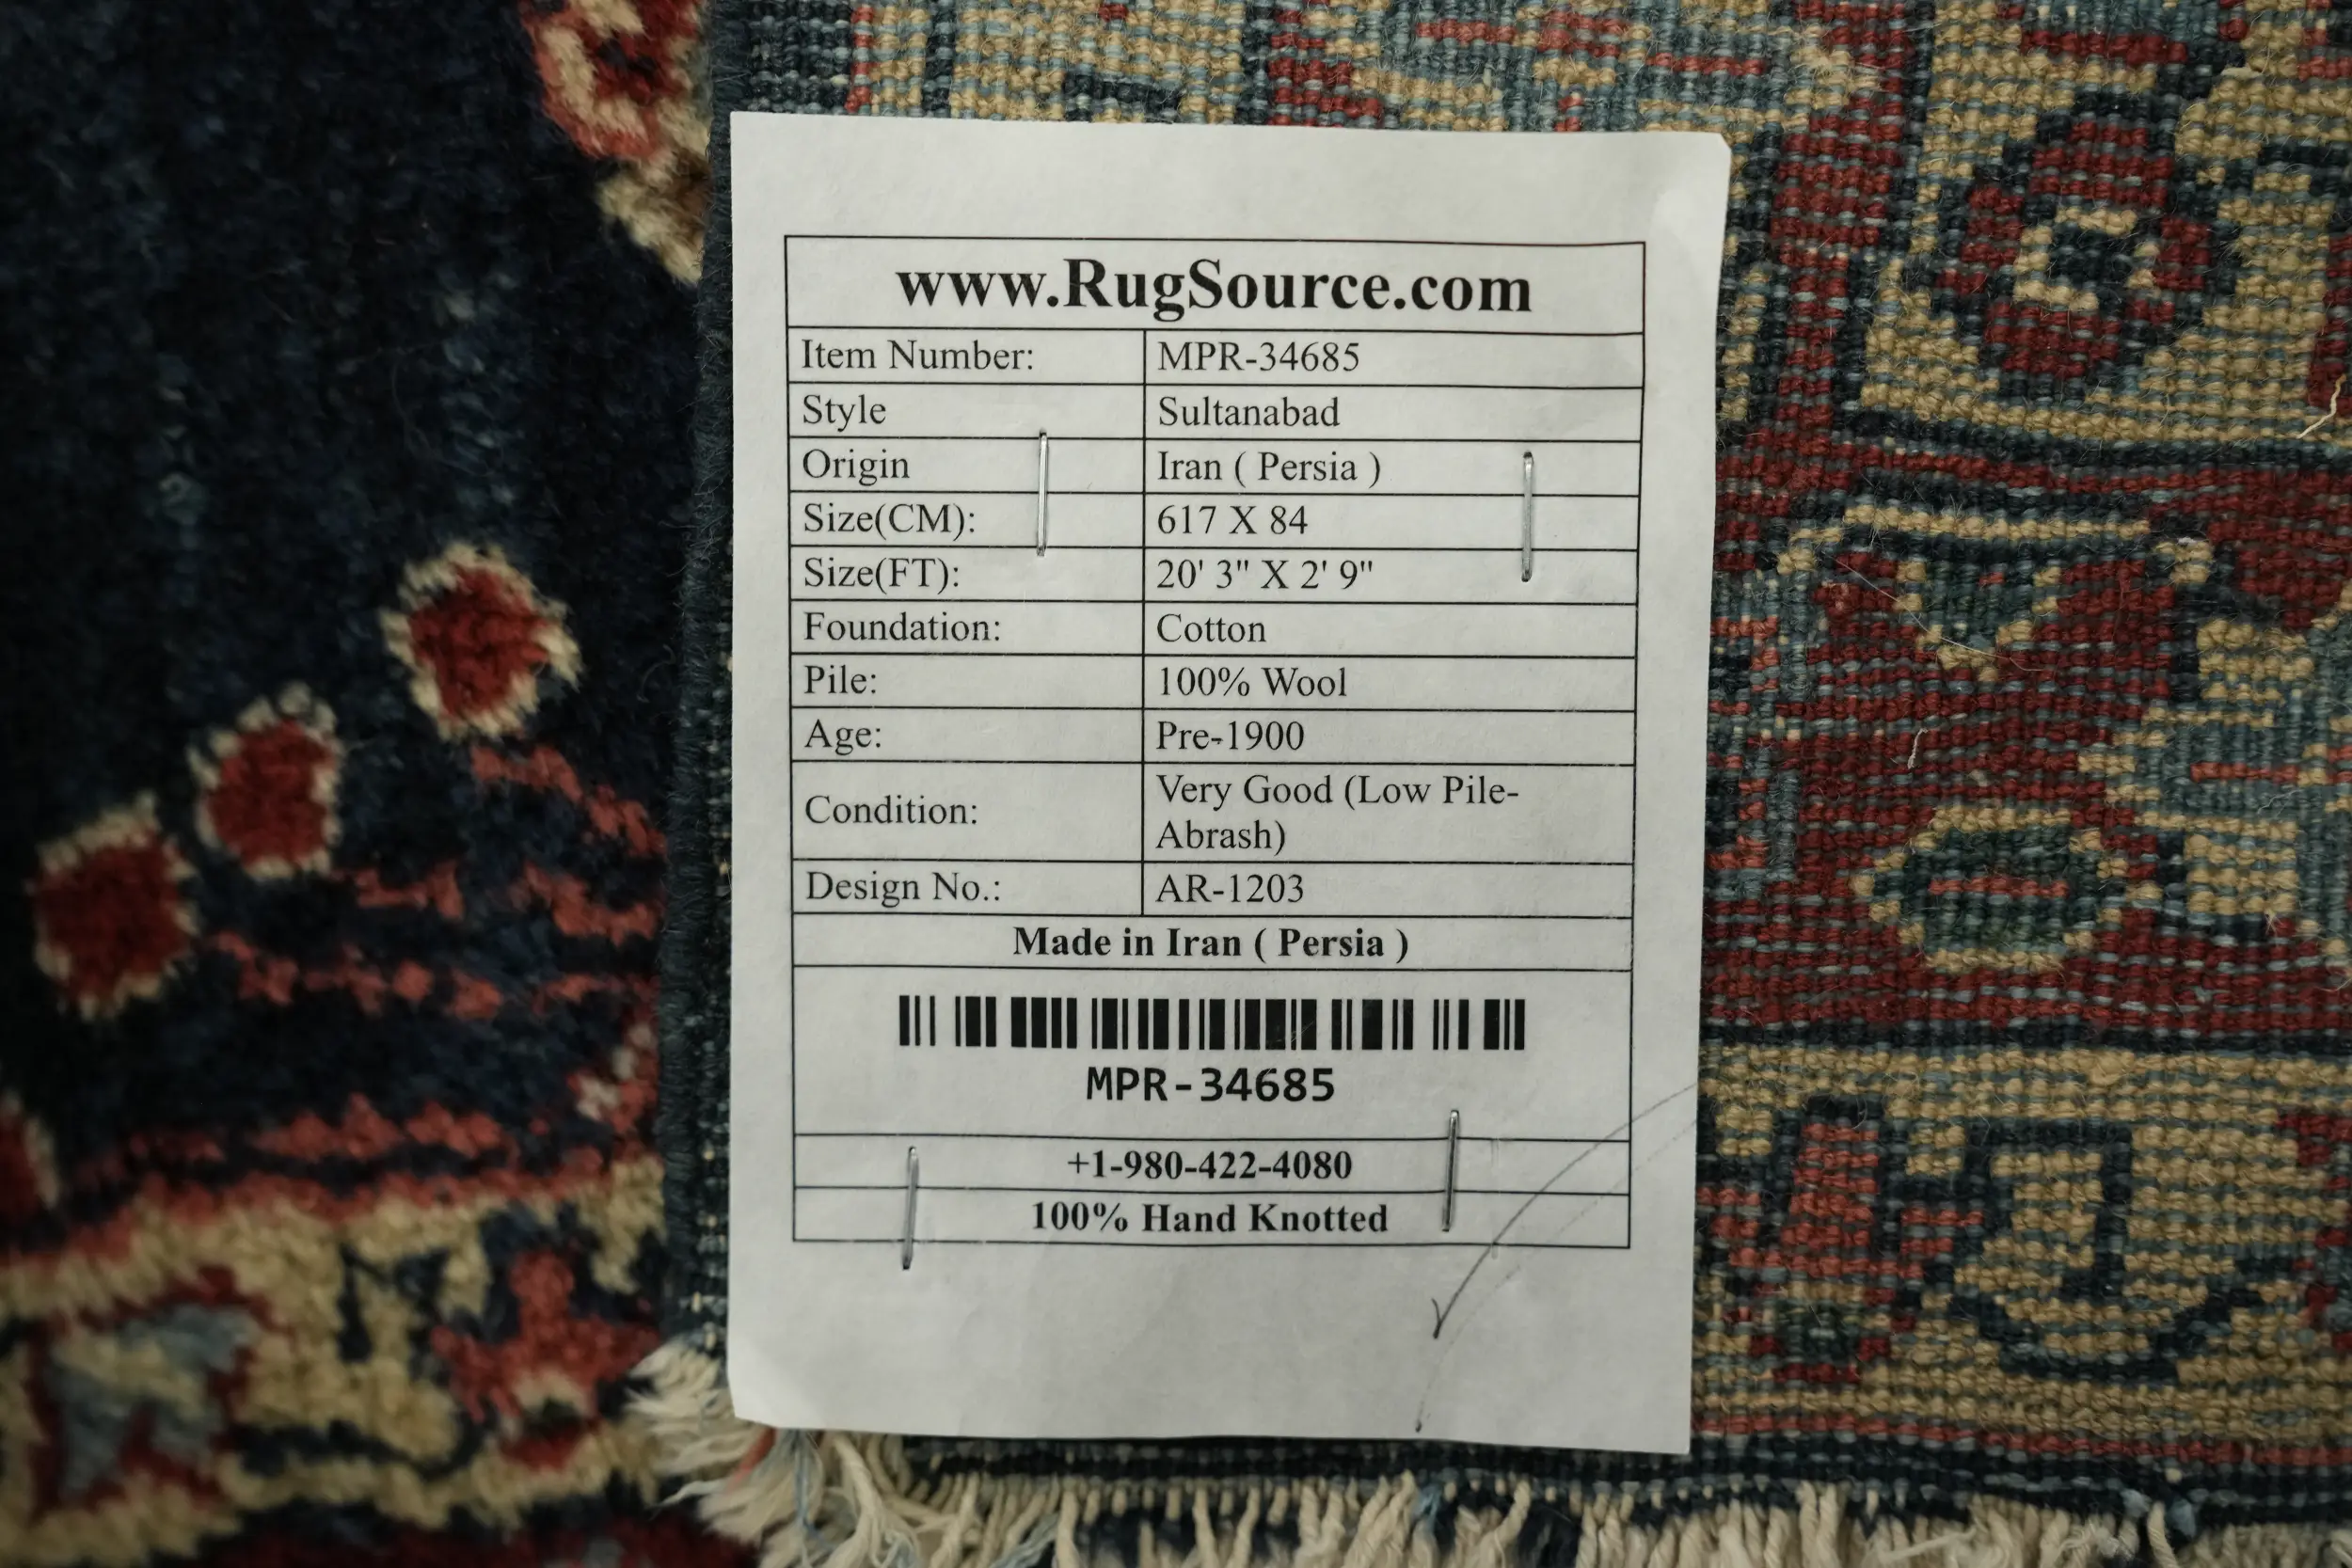 www.RugSource.com
Item Number: MPR-34685
Style Sultanabad
Origin Iran ( Persia )
Size(CM): 617 X 84
Size(FT): 20' 3" X 2' 9"
Foundation: Cotton
Pile: 100% Wool
Age: Pre-1900
Condition: Very Good (Low Pile-
Abrash)
Design No.: AR-1203
Made in Iran ( Persia )
MPR-34685
+1-980-422-4080
100% Hand Knotted